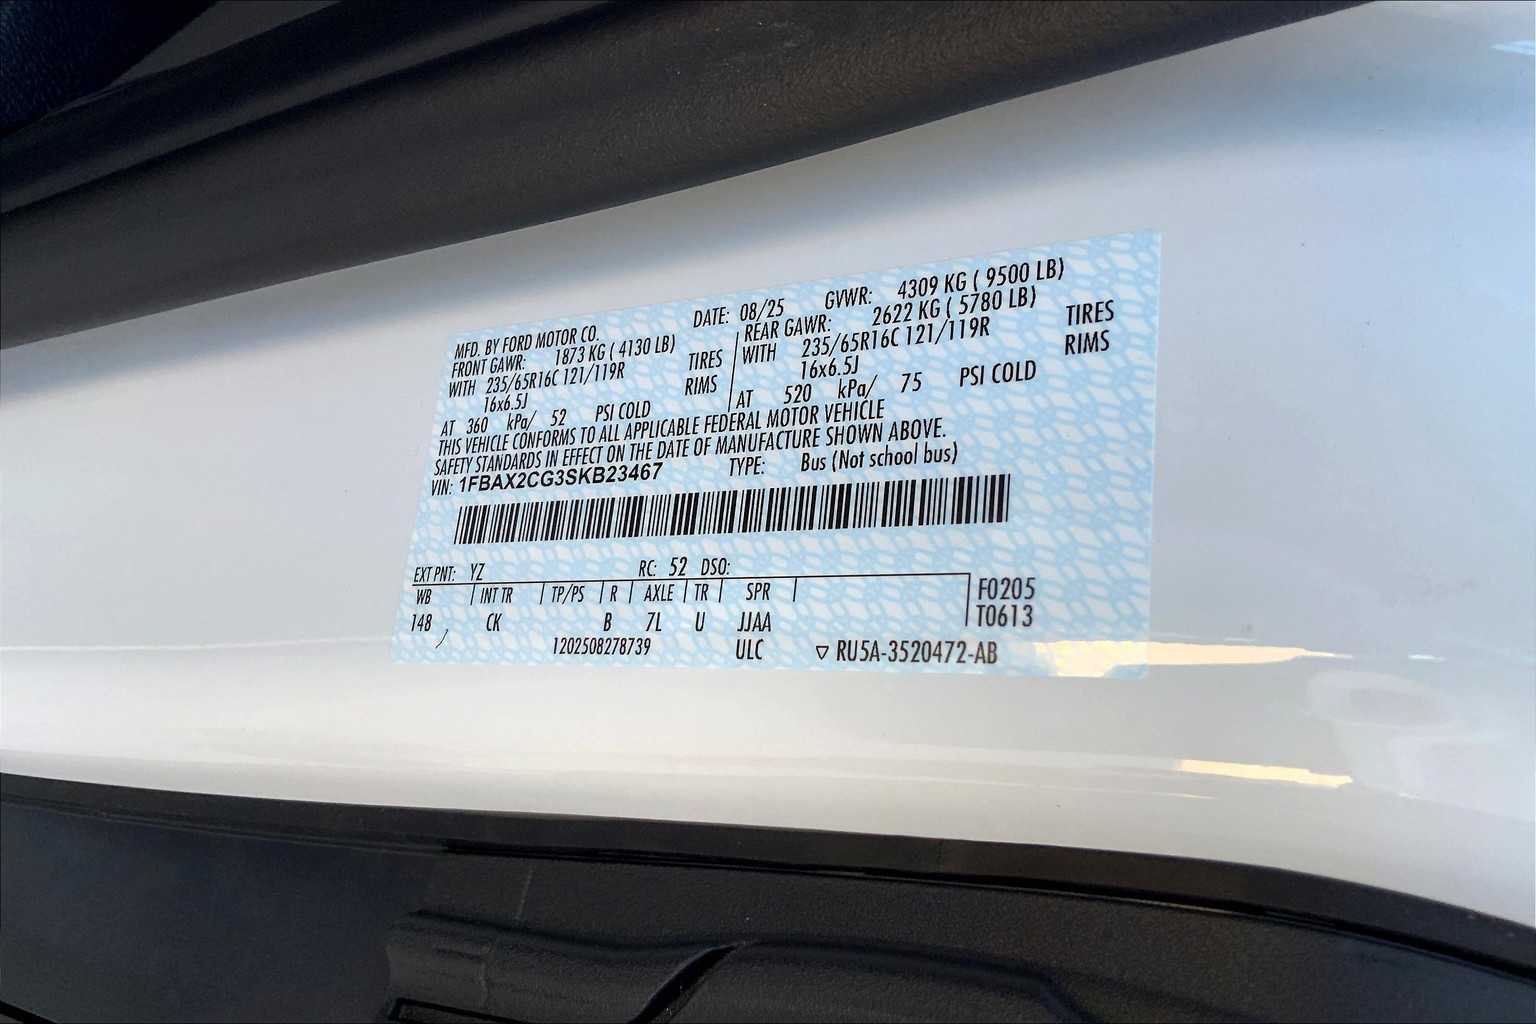 MFD. BY FORD MOTOR CO. DATE: 08/25 GVWR: 4309 KG ( 9500 LB)
FRONT GAWR: 1873 KG ( 4130 LB) REAR GAWR: 2622 KG ( 5780 LB)
WITH 235/65R16C 121/119R TIRES WITH 235/65R16C 121/119R TIRES
16x6.5J RIMS 16x6.5J RIMS
AT 360 kPa/ 52 PSI COLD AT 520 kPa/ 75 PSI COLD
THIS VEHICLE CONFORMS TO ALL APPLICABLE FEDERAL MOTOR VEHICLE
SAFETY STANDARDS IN EFFECT ON THE DATE OF MANUFACTURE SHOWN ABOVE.
VIN: 1FBAX2CG3SKB23467 TYPE: Bus (Not school bus)
EXT PNT: YZ RC: 52 DSO:
WB INT TR TP/PS R AXLE TR SPR F0205
148 CK B 7L U JJAA T0613
1202508278739 ULC ▽ RU5A-3520472-AB